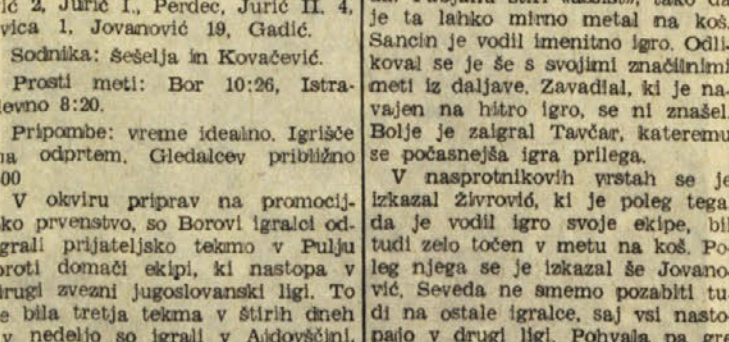 ić 2, Jurić I., Perdec, Jurić II. 4,
vica 1, Jovanović 19, Gadić.
Sodnika: Šešelja in Kovačević.
Prosti meti: Bor 10:26, Istra-
levno 8:20.
Pripombe: vreme idealno. Igrišče
na odprtem. Gledalcev približno
00
V okviru priprav na promocij-
ko prvenstvo, so Borovi igralci od-
grali prijateljsko tekmo v Pulju
proti domači ekipi, ki nastopa v
drugi zvezni jugoslovanski ligi. To
e bila tretja tekma v štirih dneh
v nedeljo so igrali v Ajdovščini,
je ta lahko mirno metal na koš.
Sancin je vodil imenitno igro. Odli-
koval se je še s svojimi značilnimi
meti iz daljave. Zavadlal, ki je na-
vajen na hitro igro, se ni znašel.
Bolje je zaigral Tavčar, kateremu
se počasnejša igra prilega.
V nasprotnikovih vrstah se je
izkazal Živrović, ki je poleg tega
da je vodil igro svoje ekipe, bil
tudi zelo točen v metu na koš. Po-
leg njega se je izkazal še Jovano-
vić. Seveda ne smemo pozabiti tu-
di na ostale igralce, saj vsi nasto-
pajo v drugi ligi. Pohvala pa gre